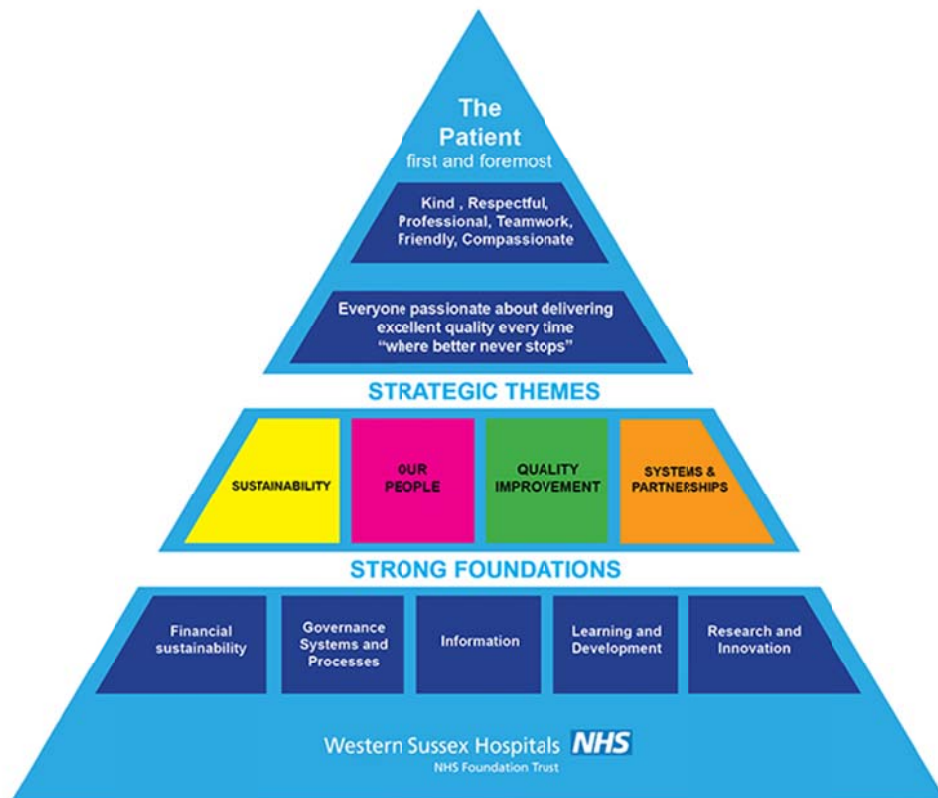 The
Patient
first and foremost
Kind , Respectful,
Professional, Teamwork,
Friendly, Compassionate
Everyone passionate about delivering
excellent quality every time
“where better never stops”
STRATEGIC THEMES
SUSTAINABILITY
OUR
PEOPLE
QUALITY
IMPROVEMENT
SYSTEMS &
PARTNERSHIPS
STRONG FOUNDATIONS
Financial
sustainability
Governance
Systems and
Processes
Information
Learning and
Development
Research and
Innovation
Western Sussex Hospitals NHS
NHS Foundation Trust